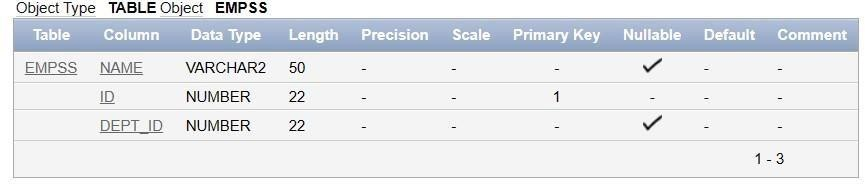 Object Type TABLE Object EMPSS
Table Column Data Type Length Precision Scale Primary Key Nullable Default Comment
EMPSS NAME VARCHAR2 50 - - - ✓ - -
ID NUMBER 22 - - 1 - - -
DEPT_ID NUMBER 22 - - - ✓ - -
1 - 3